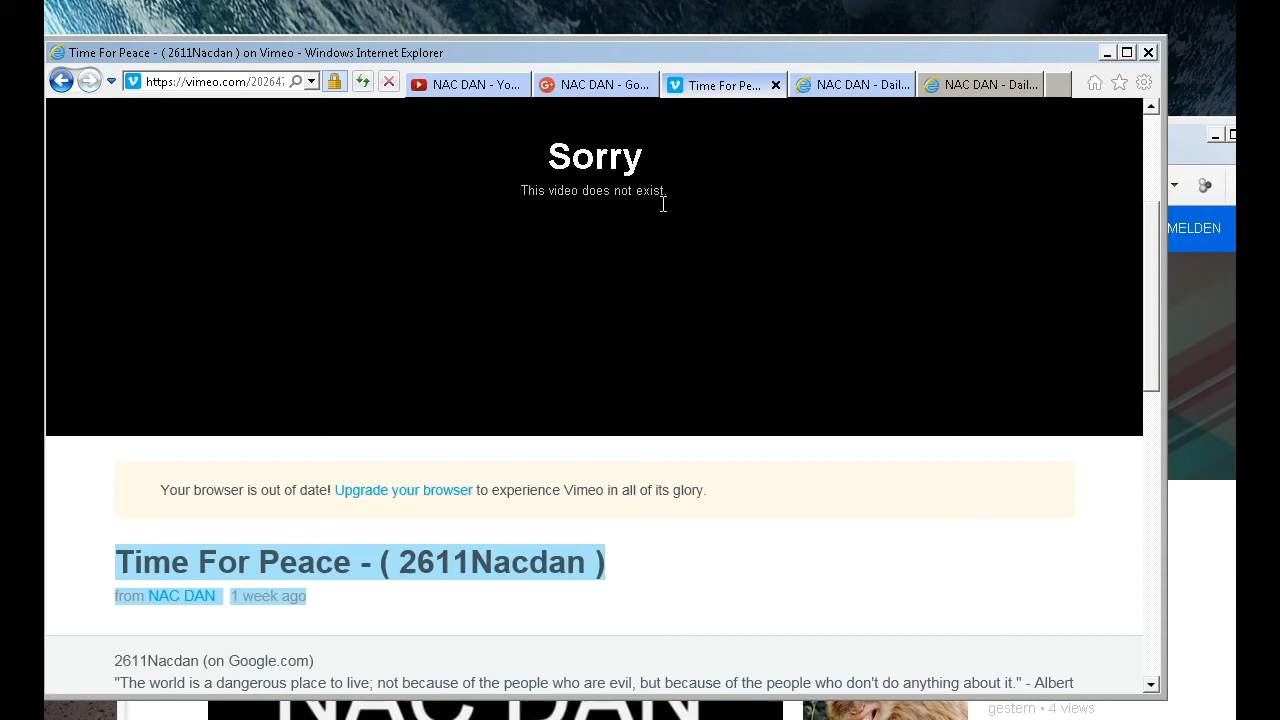 Time For Peace - ( 2611Nacdan ) on Vimeo - Windows Internet Explorer
https://vimeo.com/20264
NAC DAN - Yo...
NAC DAN - Go...
Time For Pe...
NAC DAN - Dail...
NAC DAN - Dail...
Sorry
This video does not exist.
MELDEN
Your browser is out of date! Upgrade your browser to experience Vimeo in all of its glory.
Time For Peace - ( 2611Nacdan )
from NAC DAN 1 week ago
2611Nacdan (on Google.com)
"The world is a dangerous place to live; not because of the people who are evil, but because of the people who don't do anything about it." - Albert
NAC DAN
gestern • 4 views